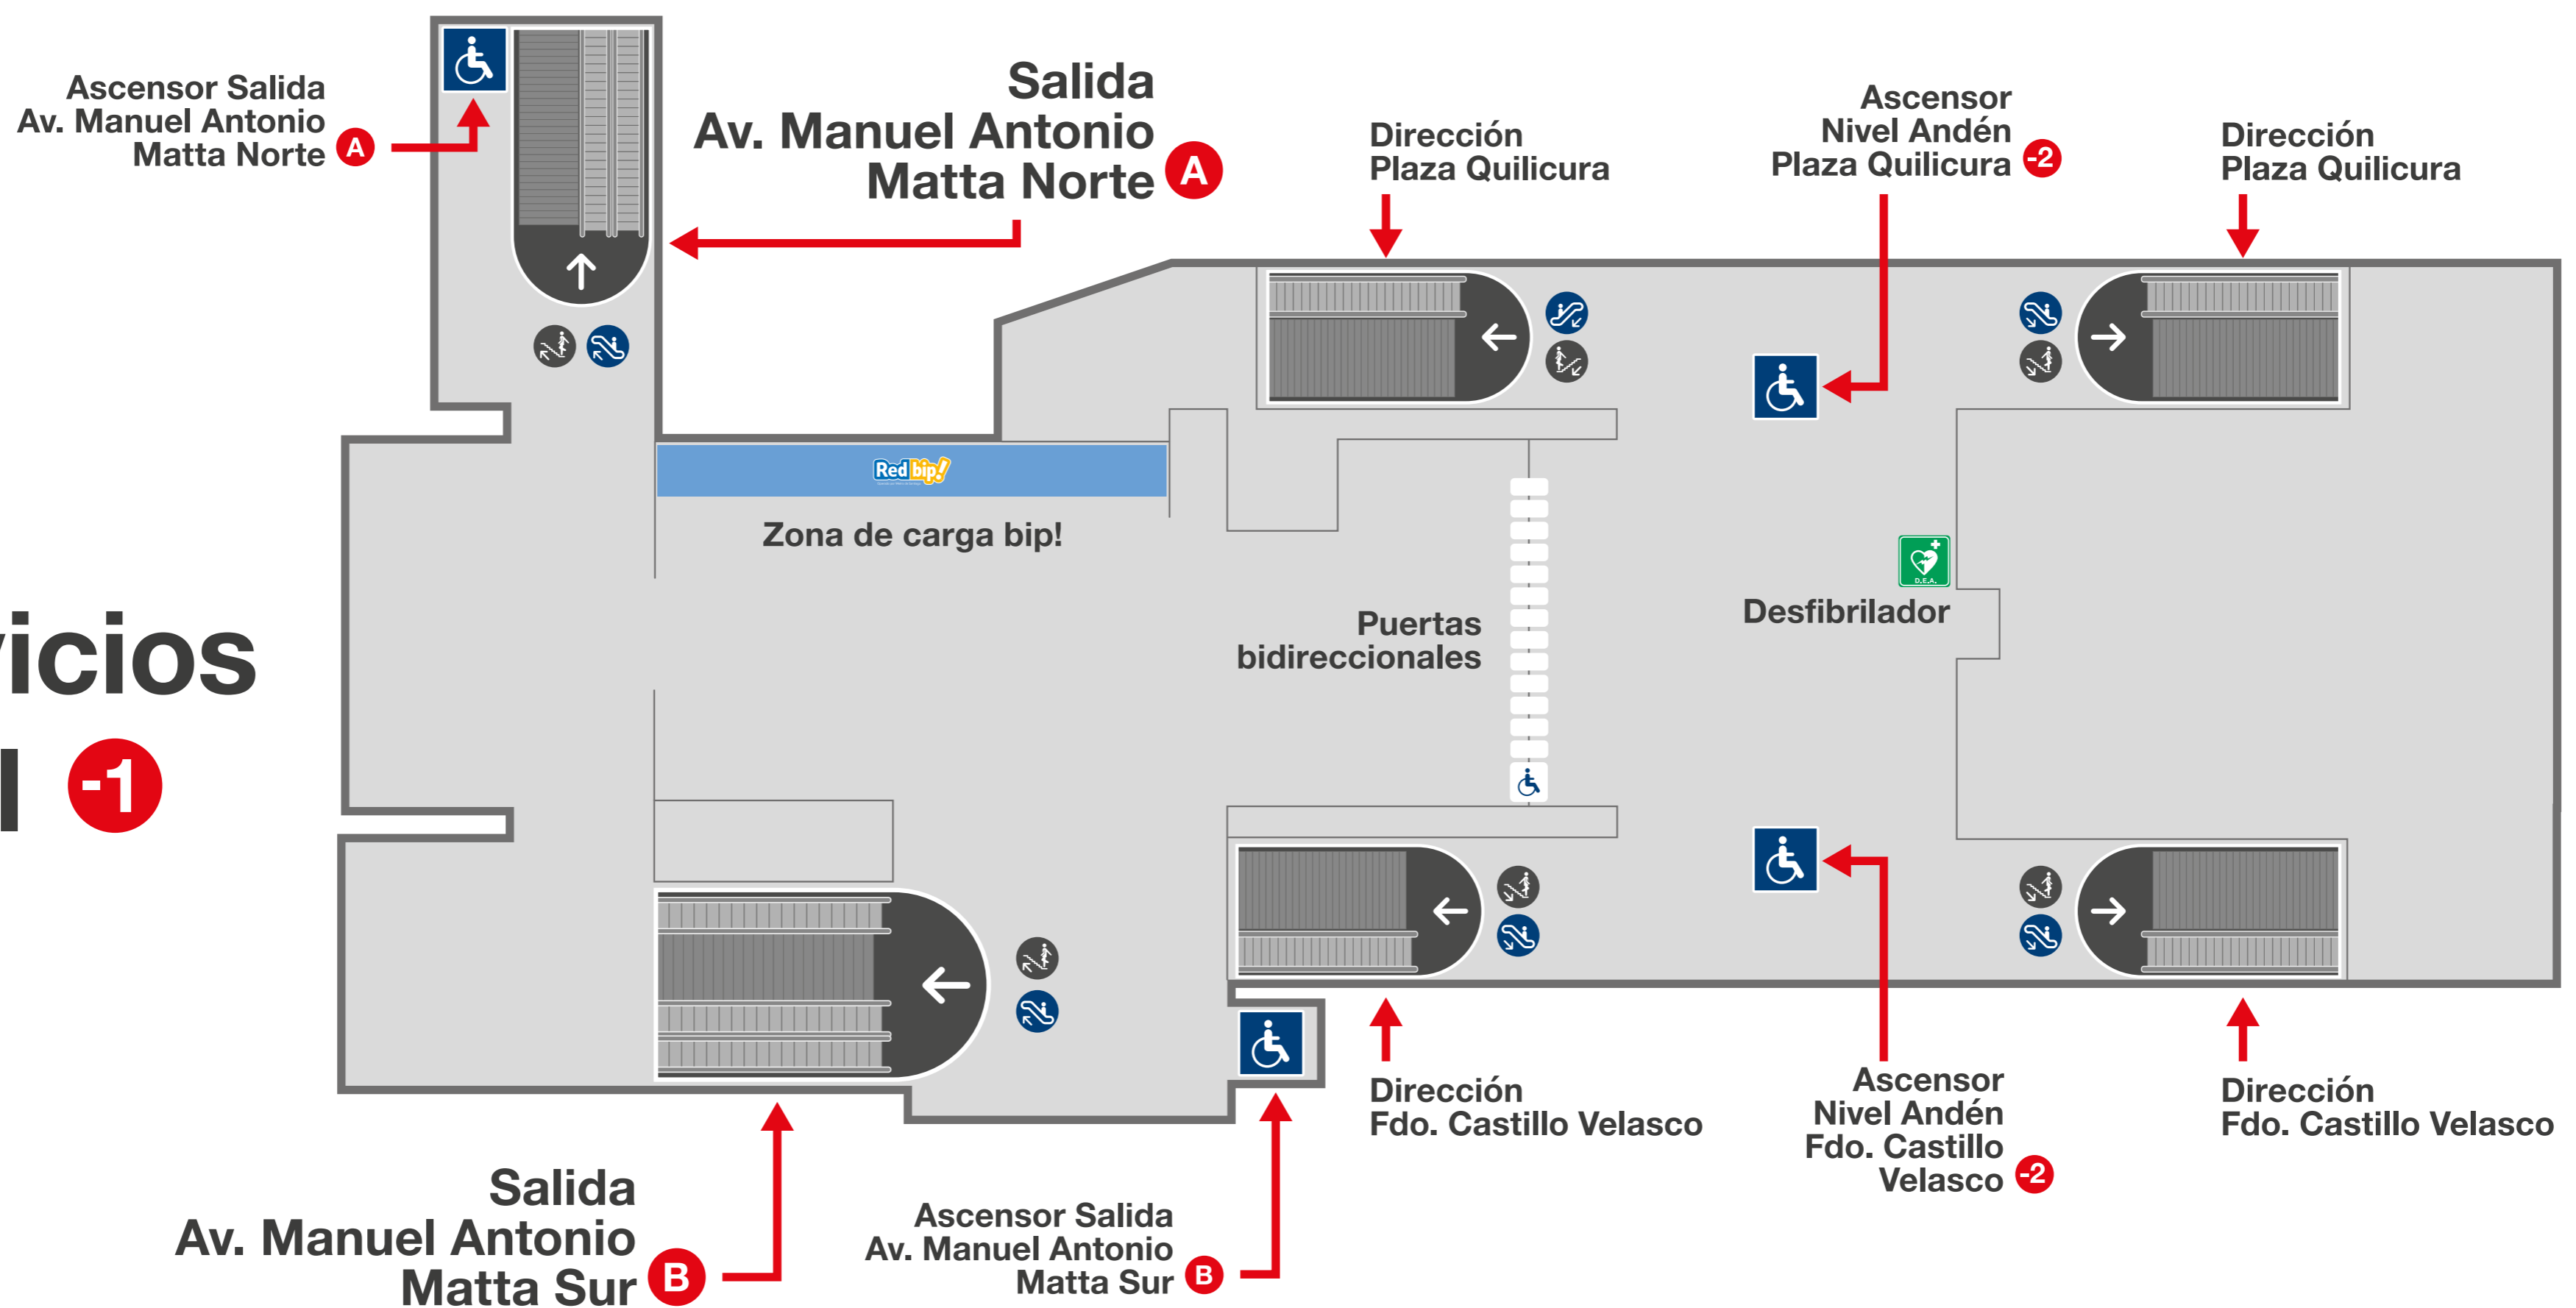 Ascensor Salida
Av. Manuel Antonio
Matta Norte A
Salida
Av. Manuel Antonio
Matta Norte A
Dirección
Plaza Quilicura
Ascensor
Nivel Andén
Plaza Quilicura -2
Dirección
Plaza Quilicura
Red bip!
Zona de carga bip!
Puertas
bidireccionales
D.E.A.
Desfibrilador
vicios
l -1
Dirección
Fdo. Castillo Velasco
Ascensor
Nivel Andén
Fdo. Castillo
Velasco -2
Dirección
Fdo. Castillo Velasco
Salida
Av. Manuel Antonio
Matta Sur B
Ascensor Salida
Av. Manuel Antonio
Matta Sur B